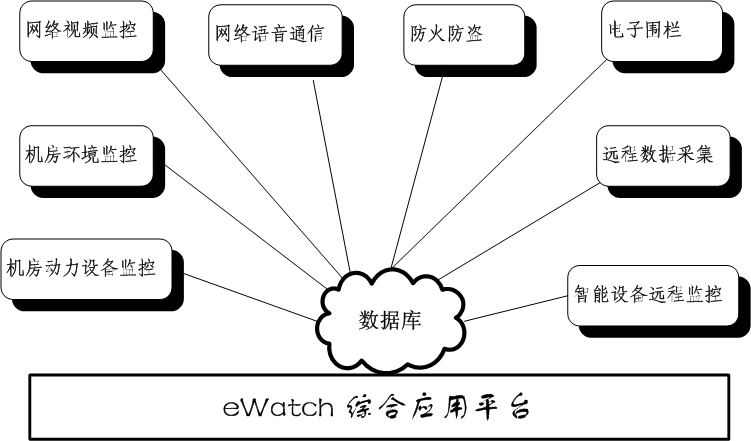 网络视频监控
网络语音通信
防火防盗
电子围栏
机房环境监控
远程数据采集
机房动力设备监控
智能设备远程监控
数据库
eWatch 综合应用平台